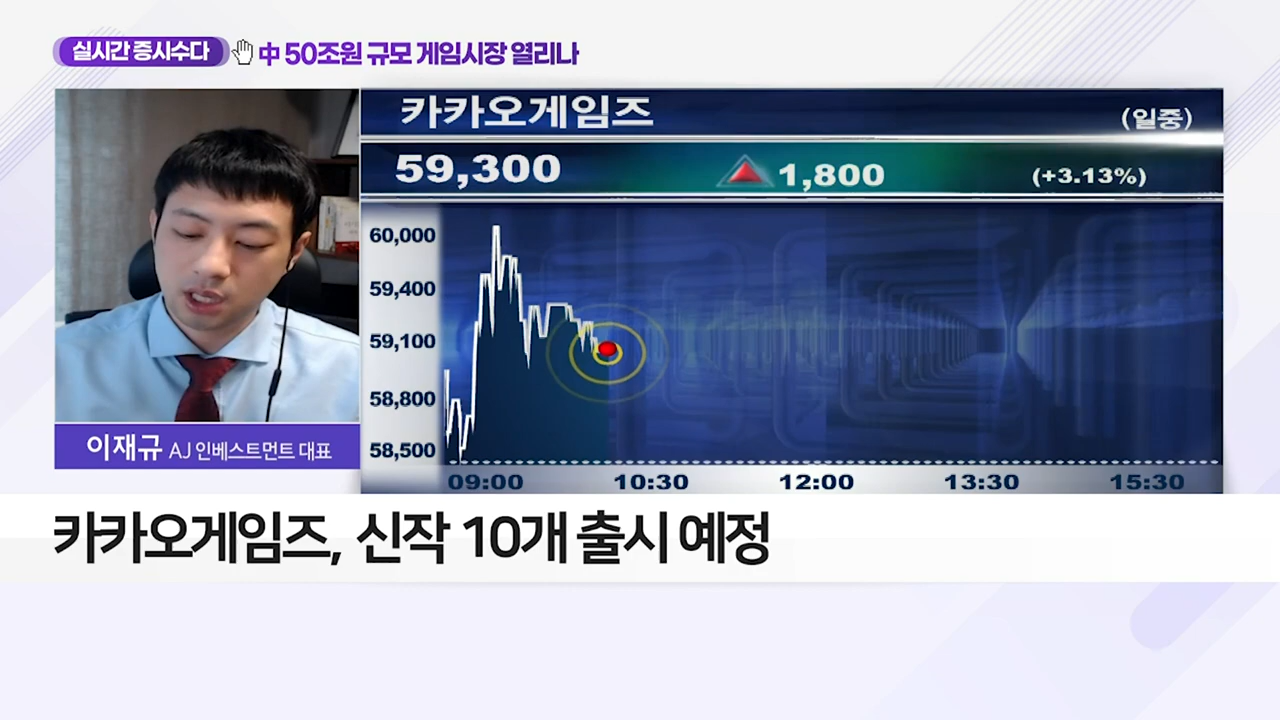 실시간 증시수다 中 50조원 규모 게임시장 열리나
카카오게임즈 (일중)
59,300 1,800 (+3.13%)
60,000
59,400
59,100
58,800
58,500
09:00 10:30 12:00 13:30 15:30
이재규 AJ 인베스트먼트 대표
카카오게임즈, 신작 10개 출시 예정